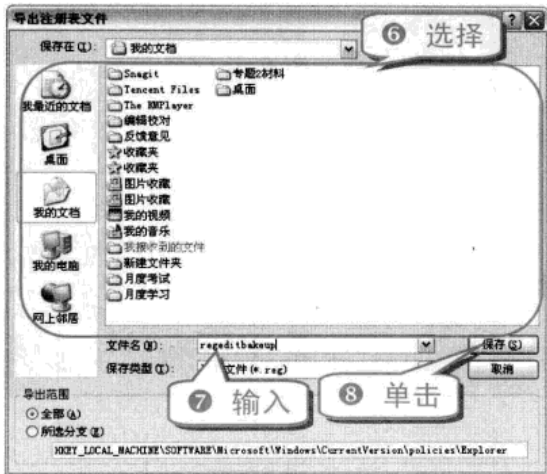 导出注册表文件
❻ 选择
保存在(I):
我的文档
我最近的文档
桌面
我的文档
我的电脑
网上邻居
Snagit
Tencent Files
The KMPlayer
编辑校对
反馈意见
收藏夹
收藏夹
图片收藏
图片收藏
我的视频
我的音乐
我接收到的文件
新建文件夹
月度考试
月度学习
专题2材料
桌面
文件名(N):
regeditbakeup
保存(S)
保存类型(T):
文件(*.reg)
取消
❼ 输入
❽ 单击
导出范围
全部(A)
所选分支(E)
HKEY_LOCAL_MACHINE\SOFTWARE\Microsoft\Windows\CurrentVersion\policies\Explorer